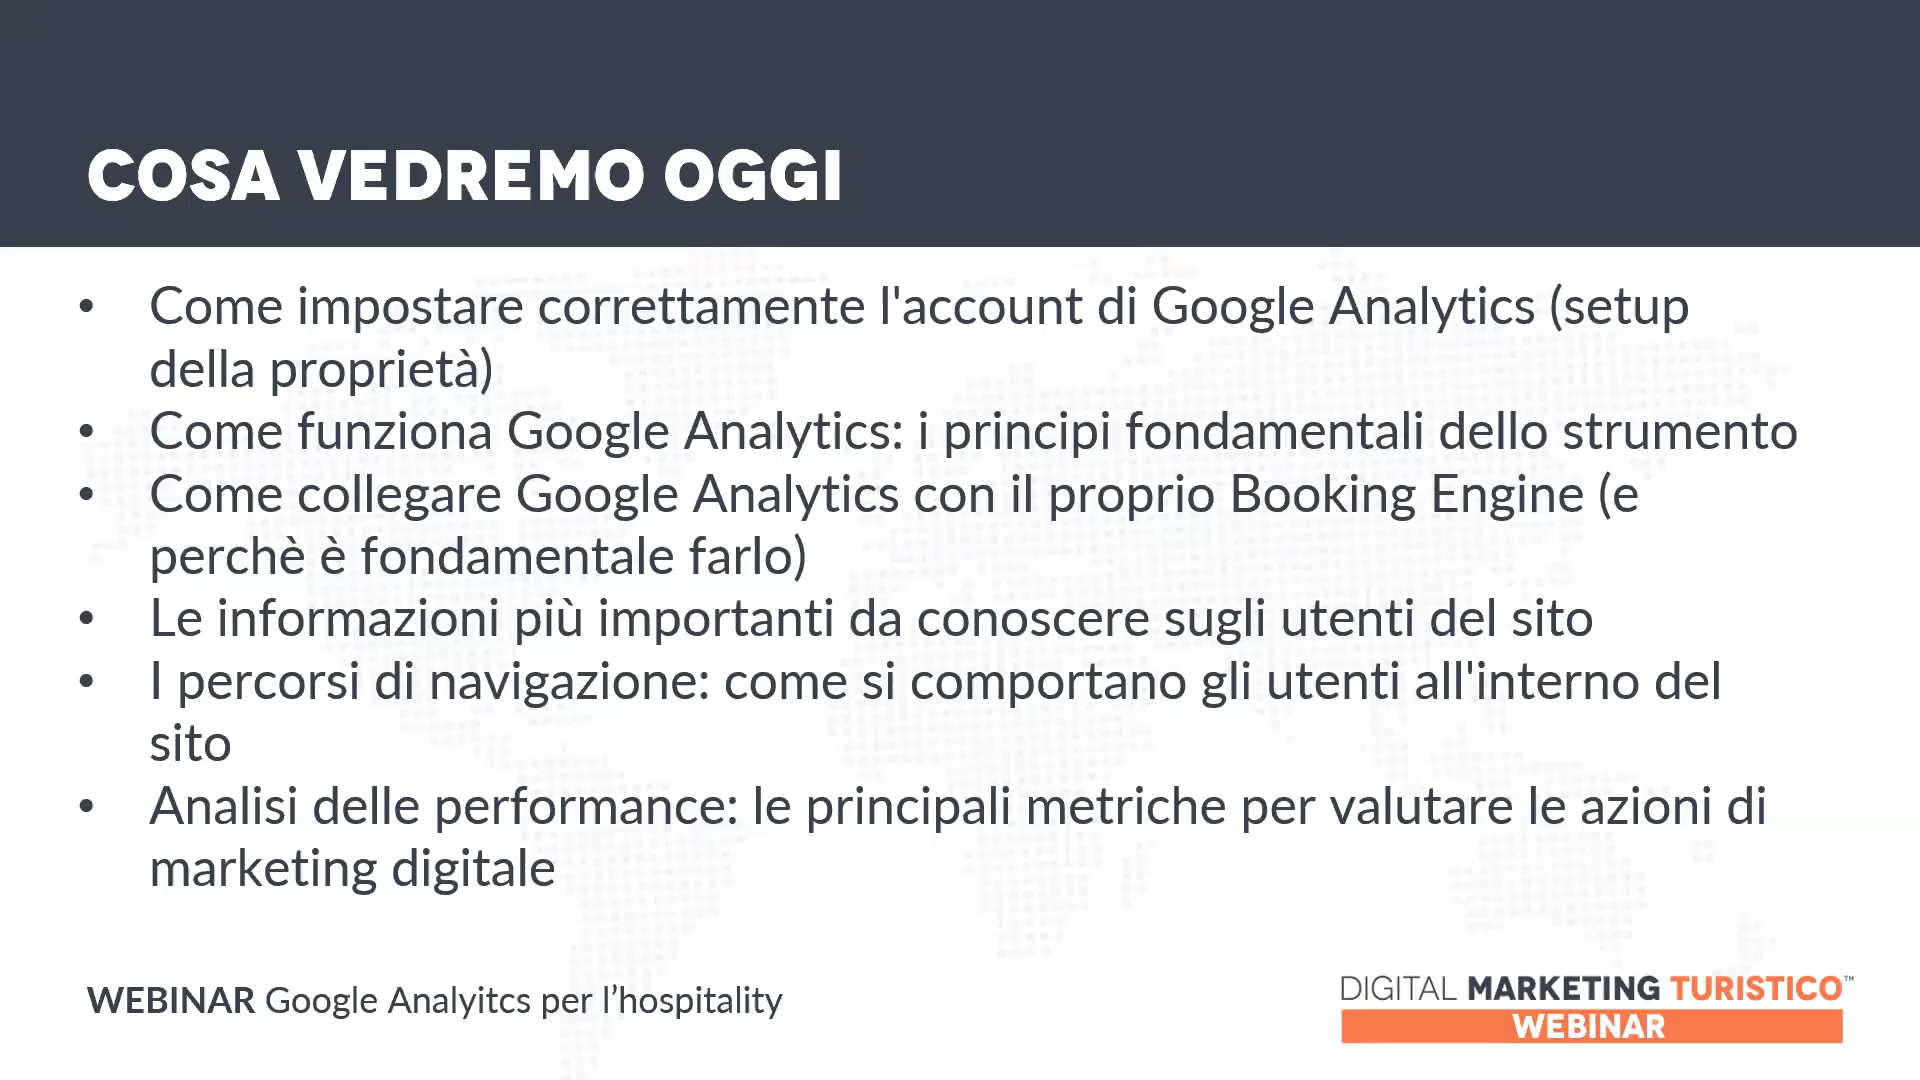 COSA VEDREMO OGGI
• Come impostare correttamente l'account di Google Analytics (setup
della proprietà)
• Come funziona Google Analytics: i principi fondamentali dello strumento
• Come collegare Google Analytics con il proprio Booking Engine (e
perchè è fondamentale farlo)
• Le informazioni più importanti da conoscere sugli utenti del sito
• I percorsi di navigazione: come si comportano gli utenti all'interno del
sito
• Analisi delle performance: le principali metriche per valutare le azioni di
marketing digitale
WEBINAR Google Analyitcs per l’hospitality
DIGITAL MARKETING TURISTICO™
WEBINAR